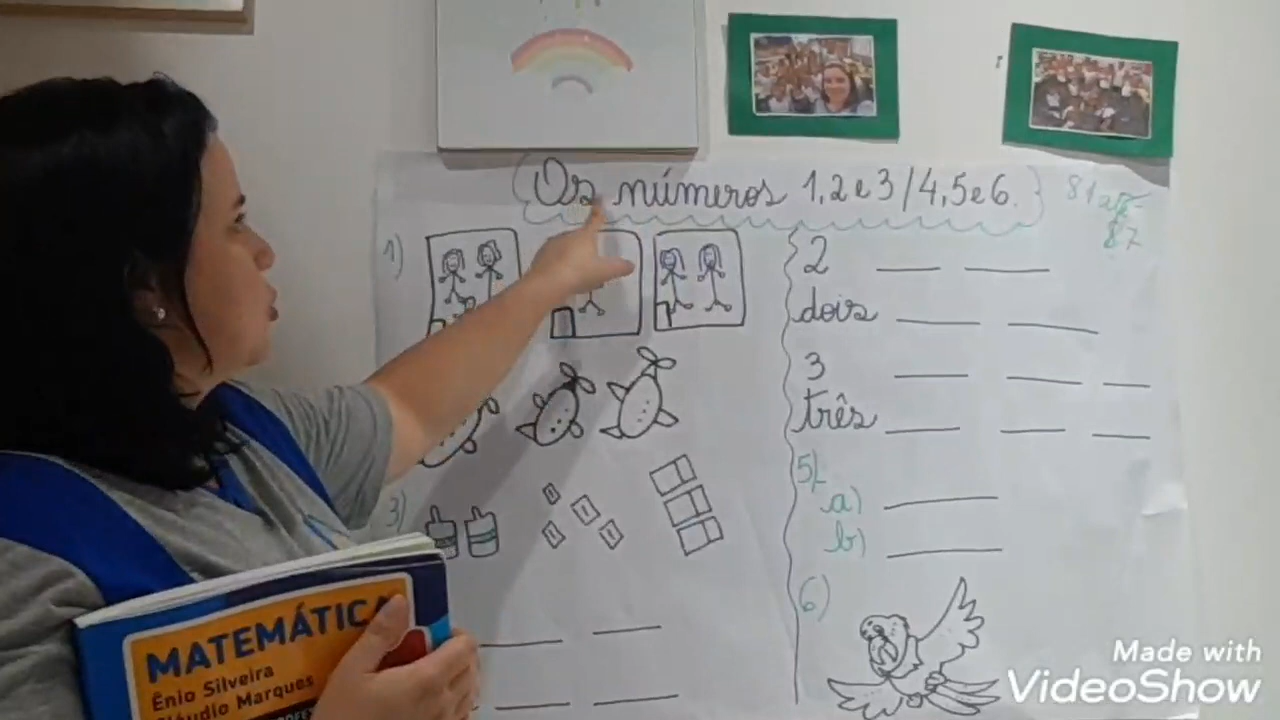 Os números 1,2 e 3 / 4,5 e 6.
81 a
87
1)
2
dois
3
três
3)
5)
a)
b)
6)
MATEMÁTICA
Ênio Silveira
Cláudio Marques
Made with
VideoShow